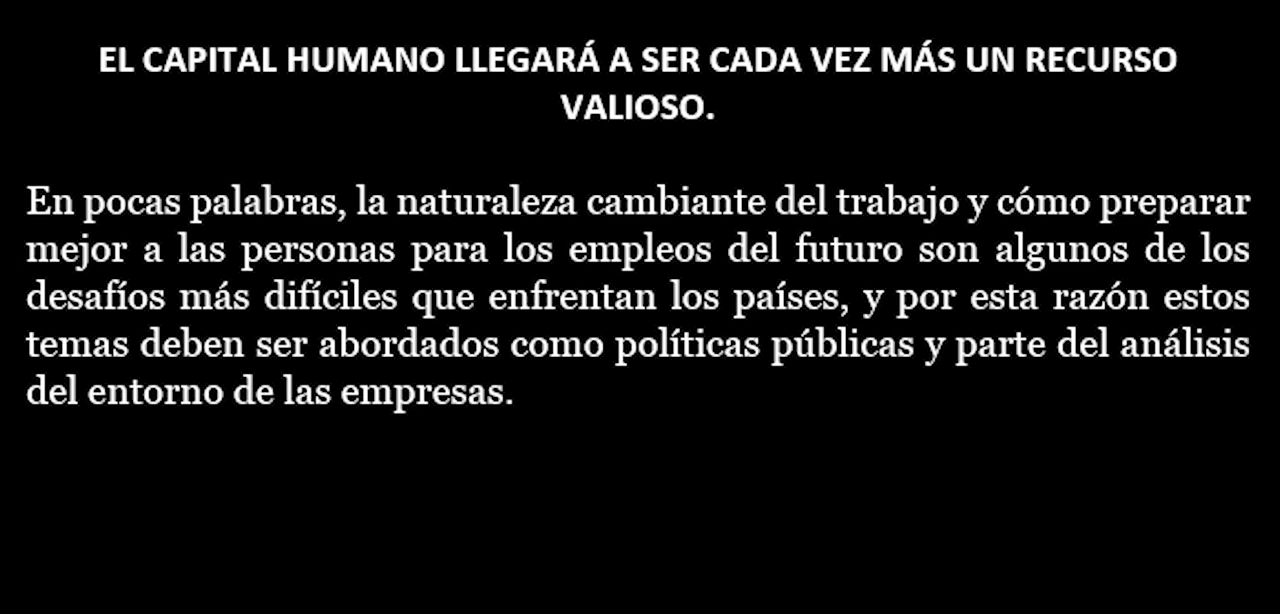 EL CAPITAL HUMANO LLEGARÁ A SER CADA VEZ MÁS UN RECURSO
VALIOSO.
En pocas palabras, la naturaleza cambiante del trabajo y cómo preparar
mejor a las personas para los empleos del futuro son algunos de los
desafíos más difíciles que enfrentan los países, y por esta razón estos
temas deben ser abordados como políticas públicas y parte del análisis
del entorno de las empresas.